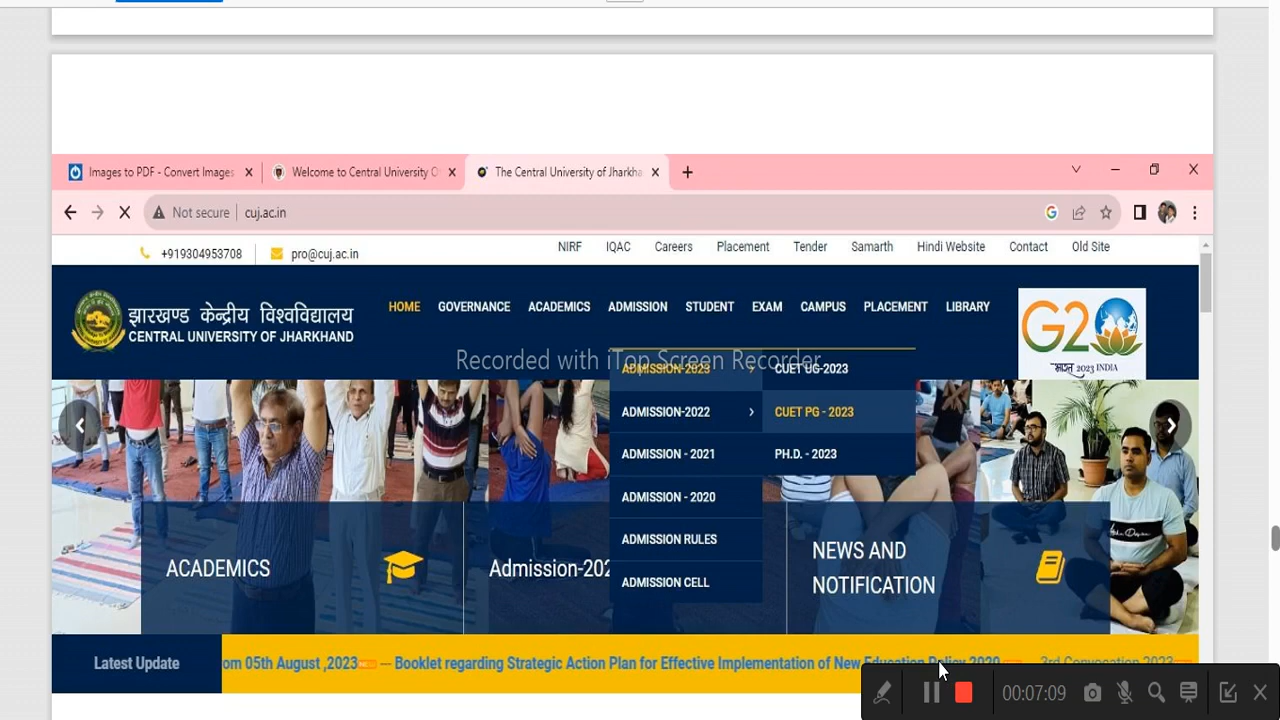 Images to PDF - Convert Images
Welcome to Central University O
The Central University of Jharkha
Not secure
cuj.ac.in
+919304953708
pro@cuj.ac.in
NIRF IQAC Careers Placement Tender Samarth Hindi Website Contact Old Site
झारखण्ड केन्द्रीय विश्वविद्यालय
CENTRAL UNIVERSITY OF JHARKHAND
HOME GOVERNANCE ACADEMICS ADMISSION STUDENT EXAM CAMPUS PLACEMENT LIBRARY
G20
भारत 2023 INDIA
Recorded with iTop Screen Recorder
ADMISSION-2023 CUET UG-2023
ADMISSION-2022 CUET PG - 2023
ADMISSION - 2021 PH.D. - 2023
ADMISSION - 2020
ADMISSION RULES
ADMISSION CELL
ACADEMICS
Admission-202
NEWS AND
NOTIFICATION
Latest Update
om 05th August ,2023 --- Booklet regarding Strategic Action Plan for Effective Implementation of New Education Policy 2020 3rd Convocation 2023
00:07:09